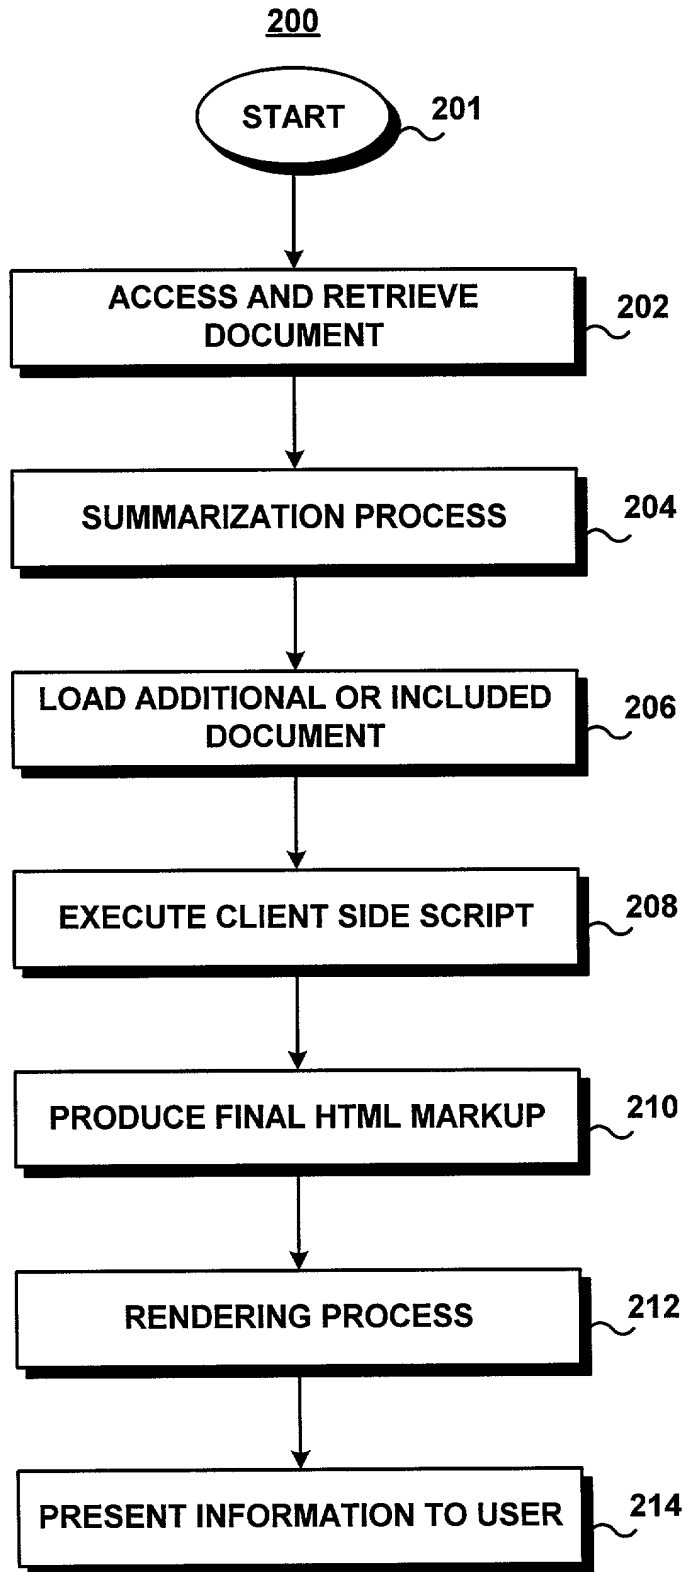 200
START
201
ACCESS AND RETRIEVE
DOCUMENT
202
SUMMARIZATION PROCESS
204
LOAD ADDITIONAL OR INCLUDED
DOCUMENT
206
EXECUTE CLIENT SIDE SCRIPT
208
PRODUCE FINAL HTML MARKUP
210
RENDERING PROCESS
212
PRESENT INFORMATION TO USER
214